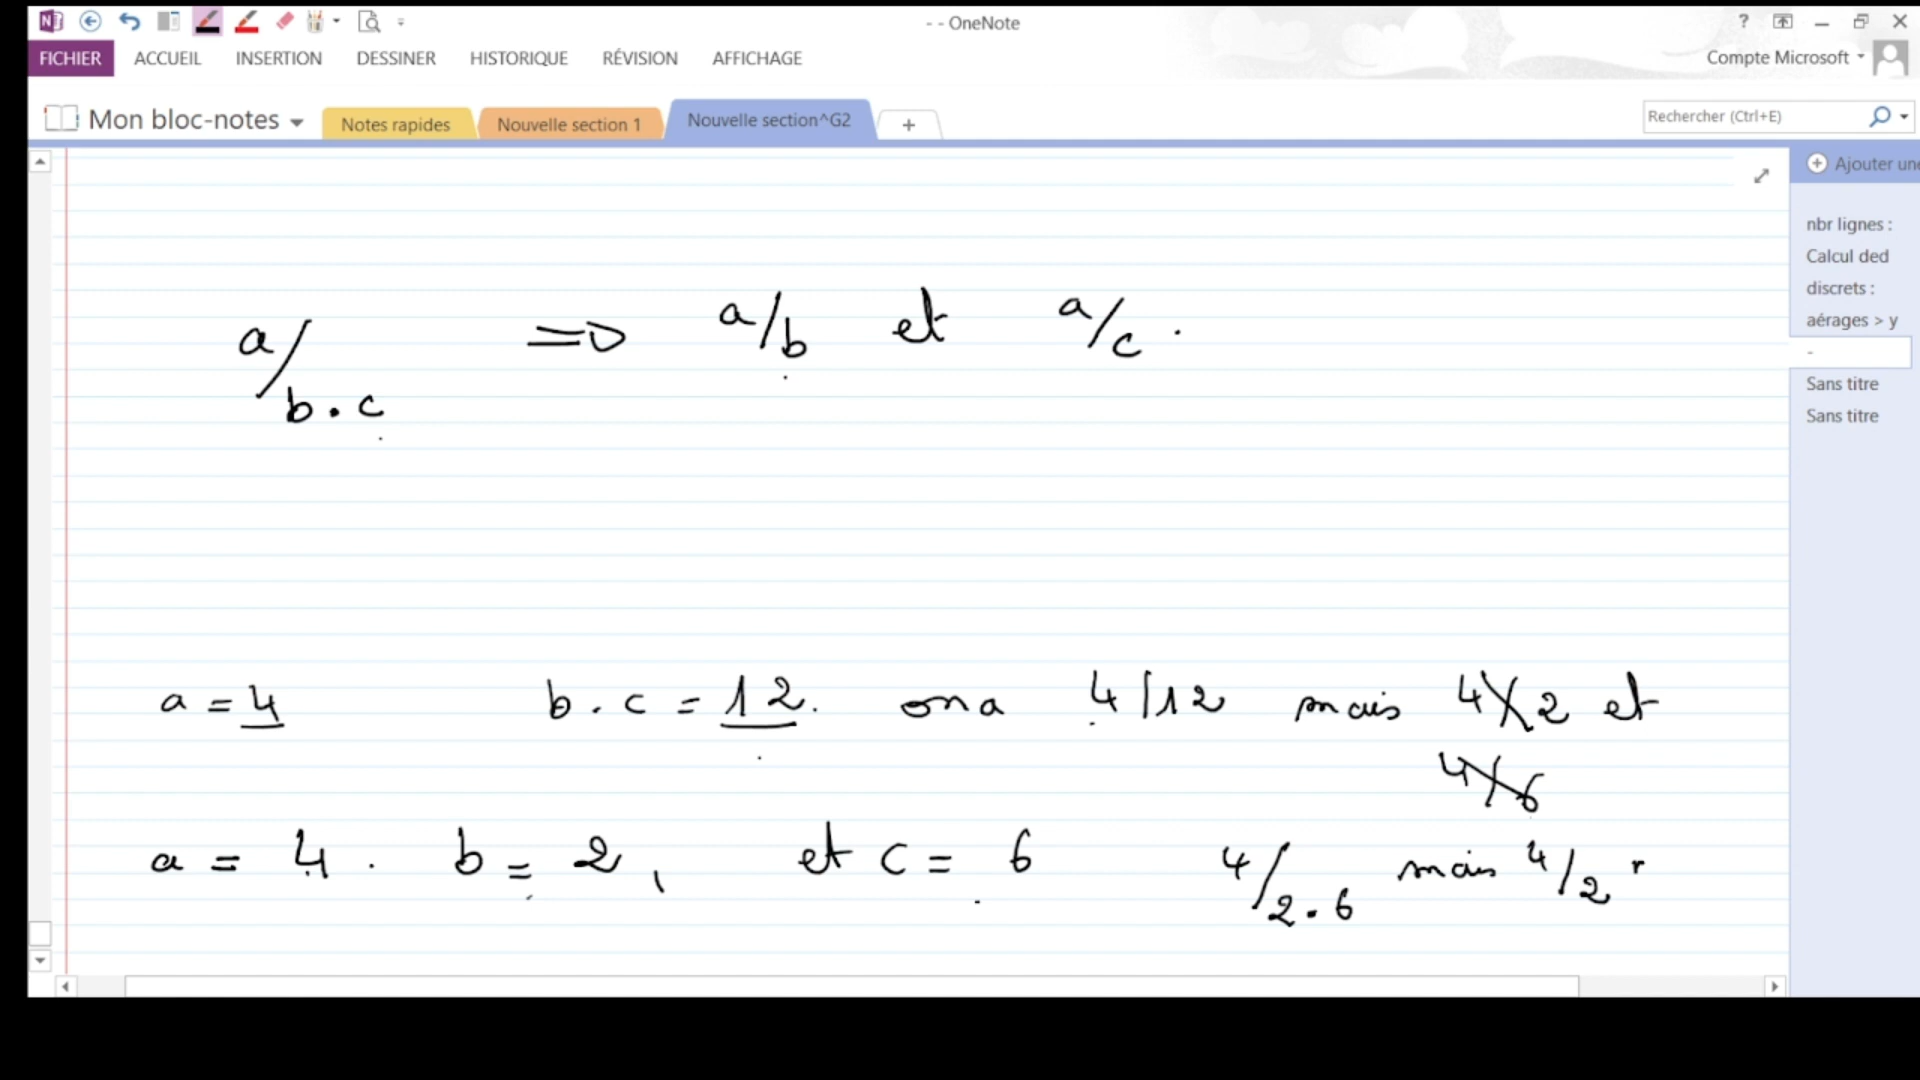 - - OneNote
?
FICHIER ACCUEIL INSERTION DESSINER HISTORIQUE RÉVISION AFFICHAGE Compte Microsoft
Mon bloc-notes Notes rapides Nouvelle section 1 Nouvelle section^G2 + Rechercher (Ctrl+E)
Ajouter une
nbr lignes :
Calcul ded
discrets :
aérages > y
-
Sans titre
Sans titre
a/b.c => a/b et a/c.
a = 4 b.c = 12. on a 4|12 mais 4∤2 et
4∤6
a = 4. b = 2, et c = 6 4/2.6 mais 4/2